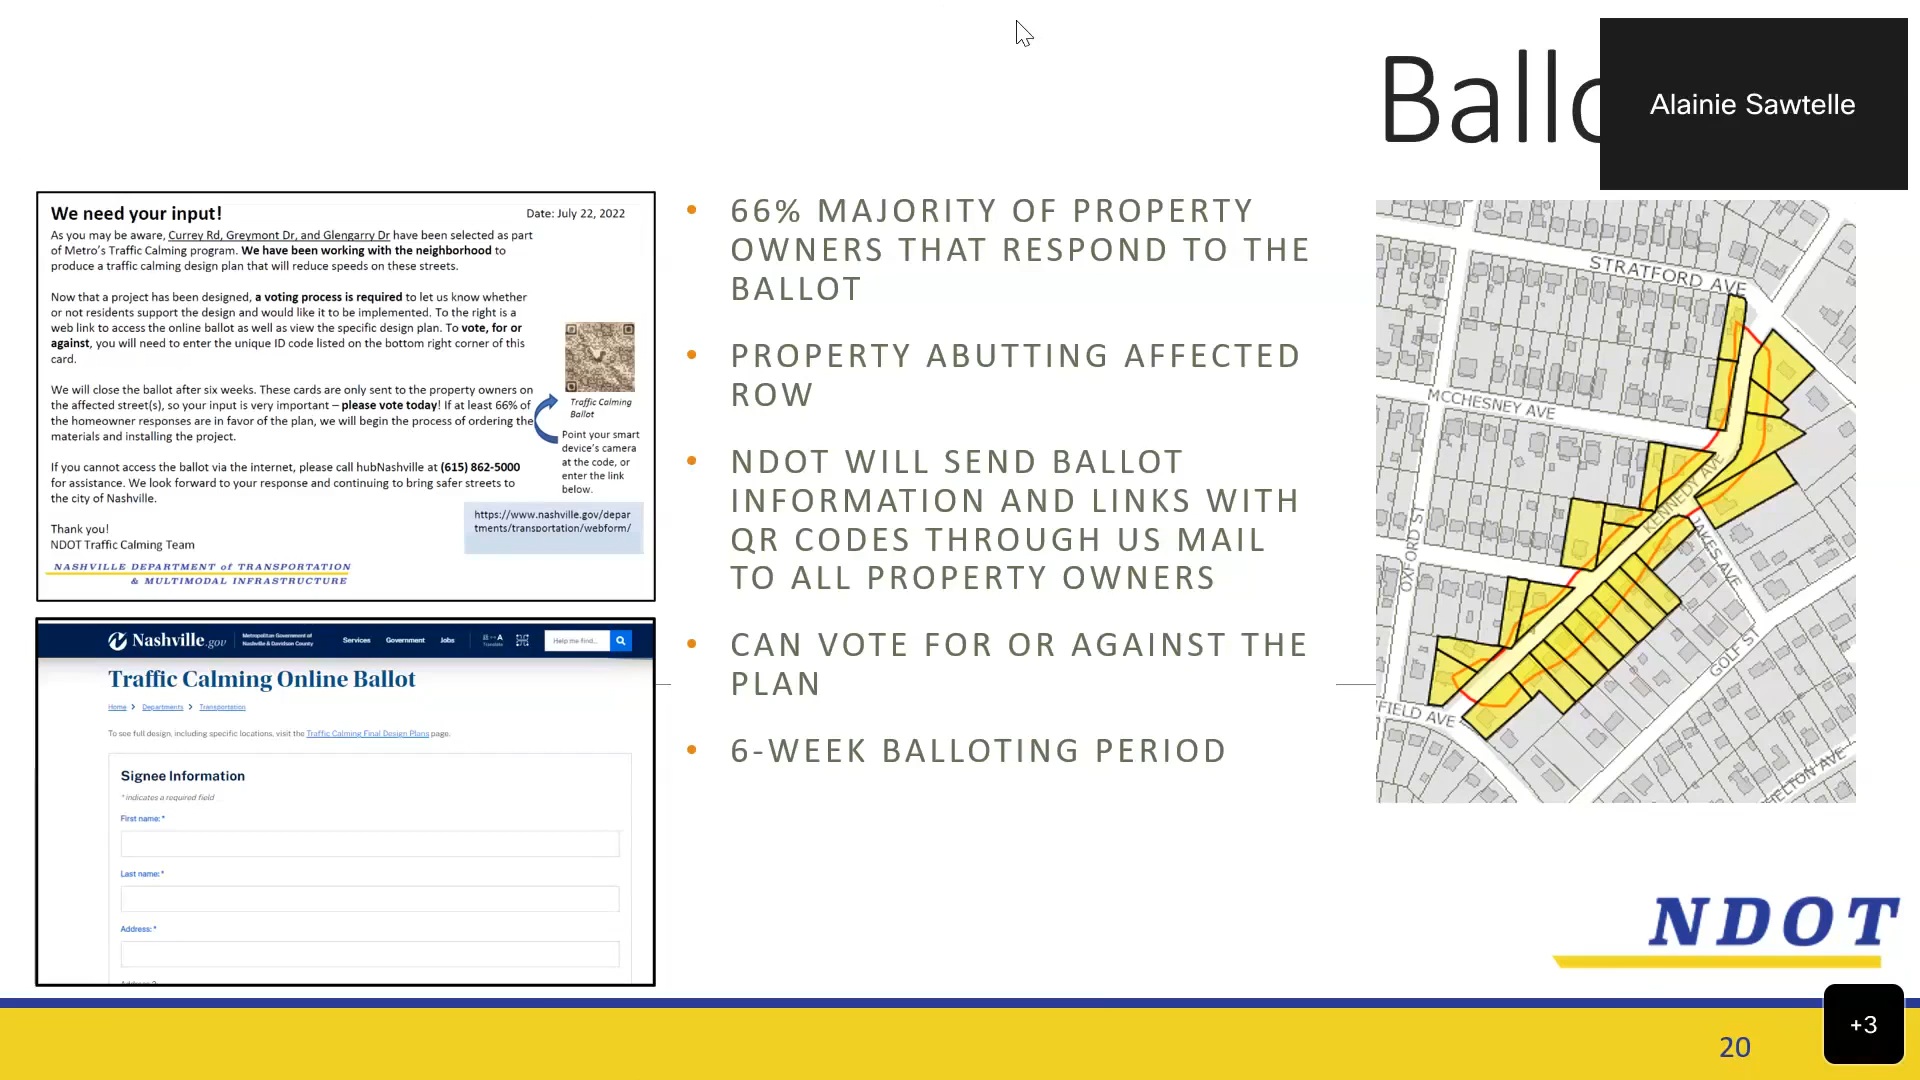 Ballo
Alainie Sawtelle
We need your input!
Date: July 22, 2022
As you may be aware, Currey Rd, Greymont Dr, and Glengarry Dr have been selected as part
of Metro's Traffic Calming program. We have been working with the neighborhood to
produce a traffic calming design plan that will reduce speeds on these streets.
Now that a project has been designed, a voting process is required to let us know whether
or not residents support the design and would like it to be implemented. To the right is a
web link to access the online ballot as well as view the specific design plan. To vote, for or
against, you will need to enter the unique ID code listed on the bottom right corner of this
card.
We will close the ballot after six weeks. These cards are only sent to the property owners on
the affected street(s), so your input is very important – please vote today! If at least 66% of
the homeowner responses are in favor of the plan, we will begin the process of ordering the
materials and installing the project.
If you cannot access the ballot via the internet, please call hubNashville at (615) 862-5000
for assistance. We look forward to your response and continuing to bring safer streets to
the city of Nashville.
Thank you!
NDOT Traffic Calming Team
NASHVILLE DEPARTMENT of TRANSPORTATION
& MULTIMODAL INFRASTRUCTURE
Traffic Calming
Ballot
Point your smart
device's camera
at the code, or
enter the link
below.
https://www.nashville.gov/depar
tments/transportation/webform/
Nashville.gov
Metropolitan Government of
Nashville & Davidson County
Services
Government
Jobs
Translate
Help me find...
Traffic Calming Online Ballot
Home > Departments > Transportation
To see full design, including specific locations, visit the Traffic Calming Final Design Plans page.
Signee Information
* indicates a required field
First name: *
Last name: *
Address: *
• 66% MAJORITY OF PROPERTY
OWNERS THAT RESPOND TO THE
BALLOT
• PROPERTY ABUTTING AFFECTED
ROW
• NDOT WILL SEND BALLOT
INFORMATION AND LINKS WITH
QR CODES THROUGH US MAIL
TO ALL PROPERTY OWNERS
• CAN VOTE FOR OR AGAINST THE
PLAN
• 6-WEEK BALLOTING PERIOD
STRATFORD AVE
MCCHESNEY AVE
KENNEDY AVE
OXFORD ST
JAKES AVE
GOLF ST
FIELD AVE
HELTON AVE
NDOT
20
+3